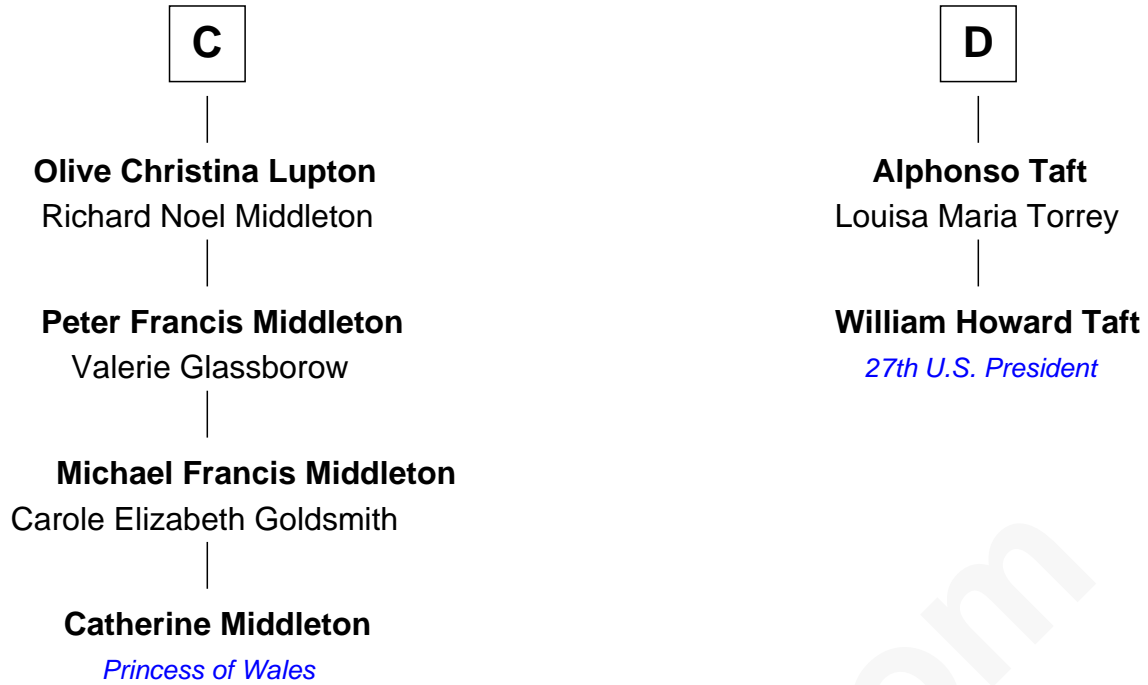 C
Olive Christina Lupton
Richard Noel Middleton
Peter Francis Middleton
Valerie Glassborow
Michael Francis Middleton
Carole Elizabeth Goldsmith
Catherine Middleton
Princess of Wales
D
Alphonso Taft
Louisa Maria Torrey
William Howard Taft
27th U.S. President
om